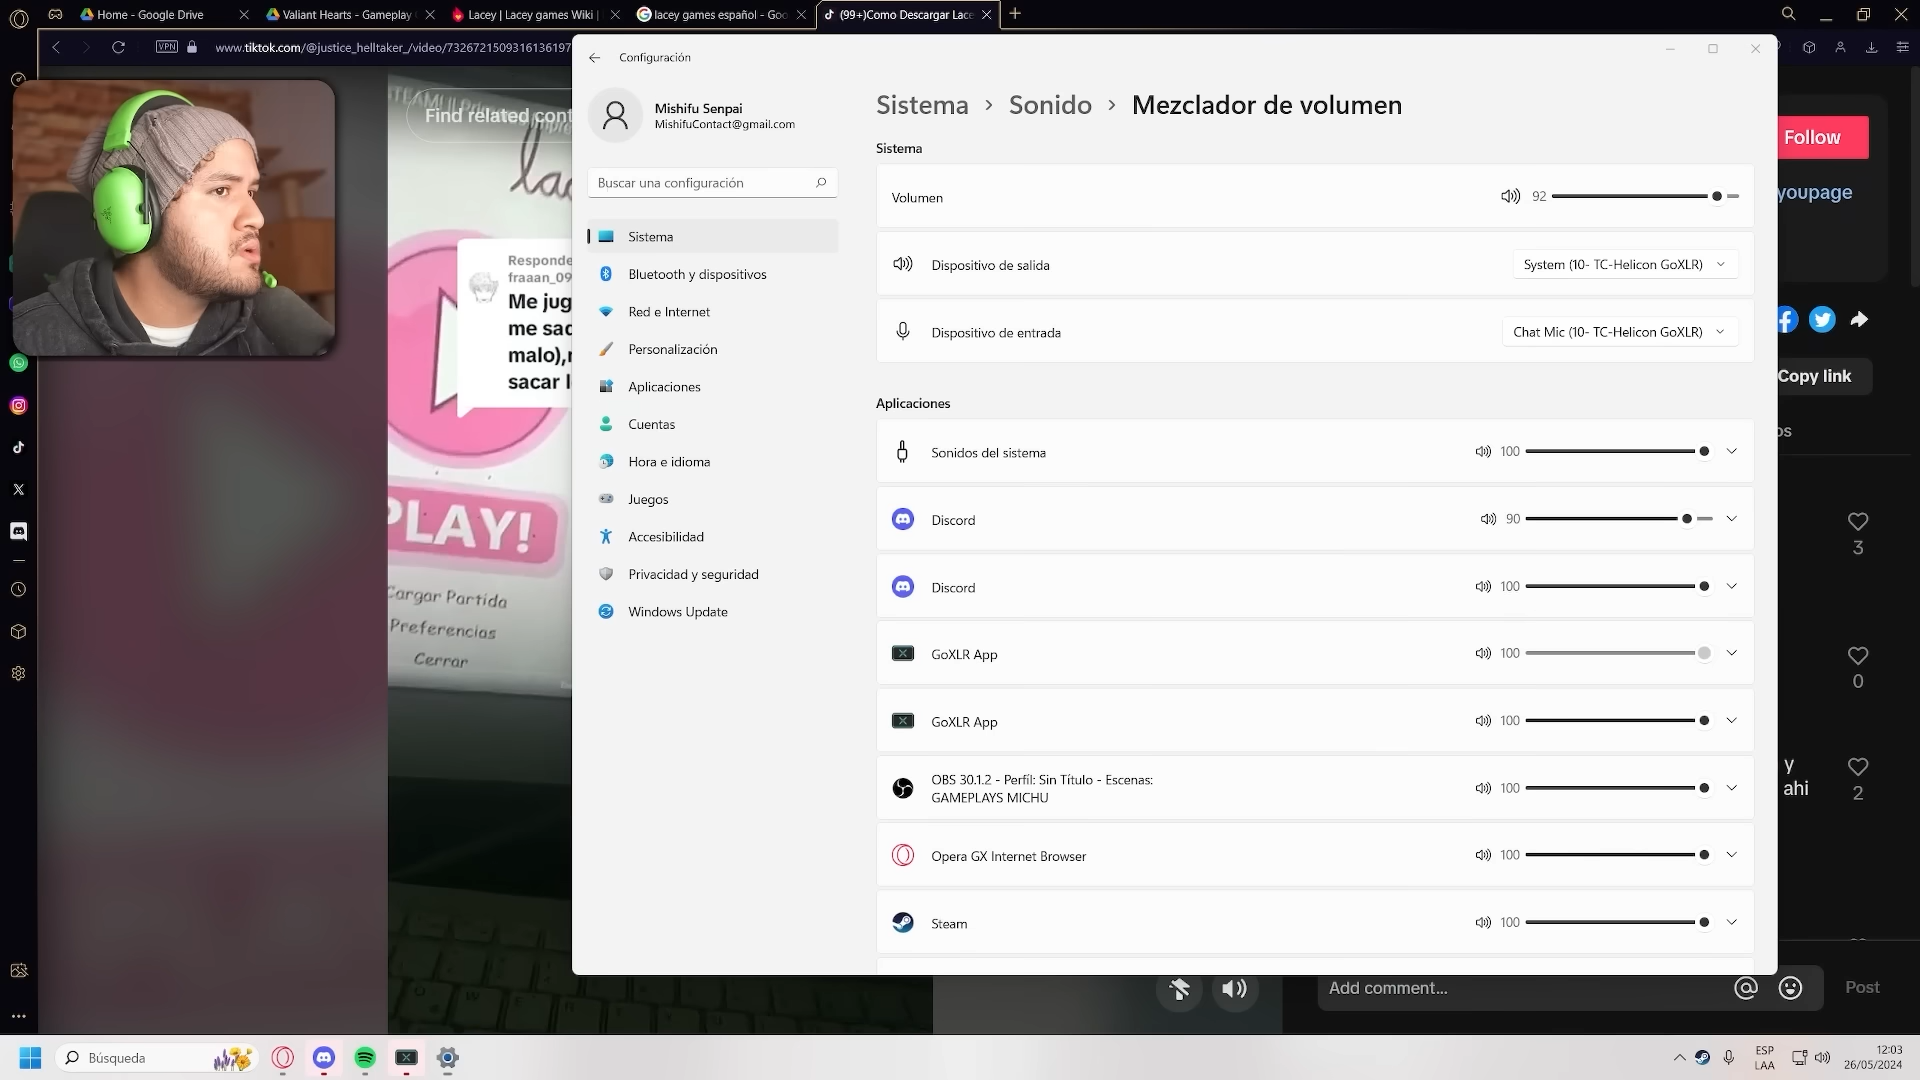 Home - Google Drive
Valiant Hearts - Gameplay
Lacey | Lacey games Wiki |
lacey games español - Goo
(99+)Como Descargar Lace
VPN
www.tiktok.com/@justice_helltaker_/video/7326721509316136197
Find related cont
Responde
fraaan_09
Me jug
me sac
malo),r
sacar l
PLAY!
Cargar Partida
Preferencias
Cerrar
Configuración
Mishifu Senpai
MishifuContact@gmail.com
Buscar una configuración
Sistema
Bluetooth y dispositivos
Red e Internet
Personalización
Aplicaciones
Cuentas
Hora e idioma
Juegos
Accesibilidad
Privacidad y seguridad
Windows Update
Sistema › Sonido › Mezclador de volumen
Sistema
Volumen 92
Dispositivo de salida System (10- TC-Helicon GoXLR)
Dispositivo de entrada Chat Mic (10- TC-Helicon GoXLR)
Aplicaciones
Sonidos del sistema 100
Discord 90
Discord 100
GoXLR App 100
GoXLR App 100
OBS 30.1.2 - Perfil: Sin Título - Escenas:
GAMEPLAYS MICHU 100
Opera GX Internet Browser 100
Steam 100
Follow
youpage
Copy link
os
3
0
y
ahi
2
Add comment...
Post
Búsqueda
ESP
LAA
12:03
26/05/2024